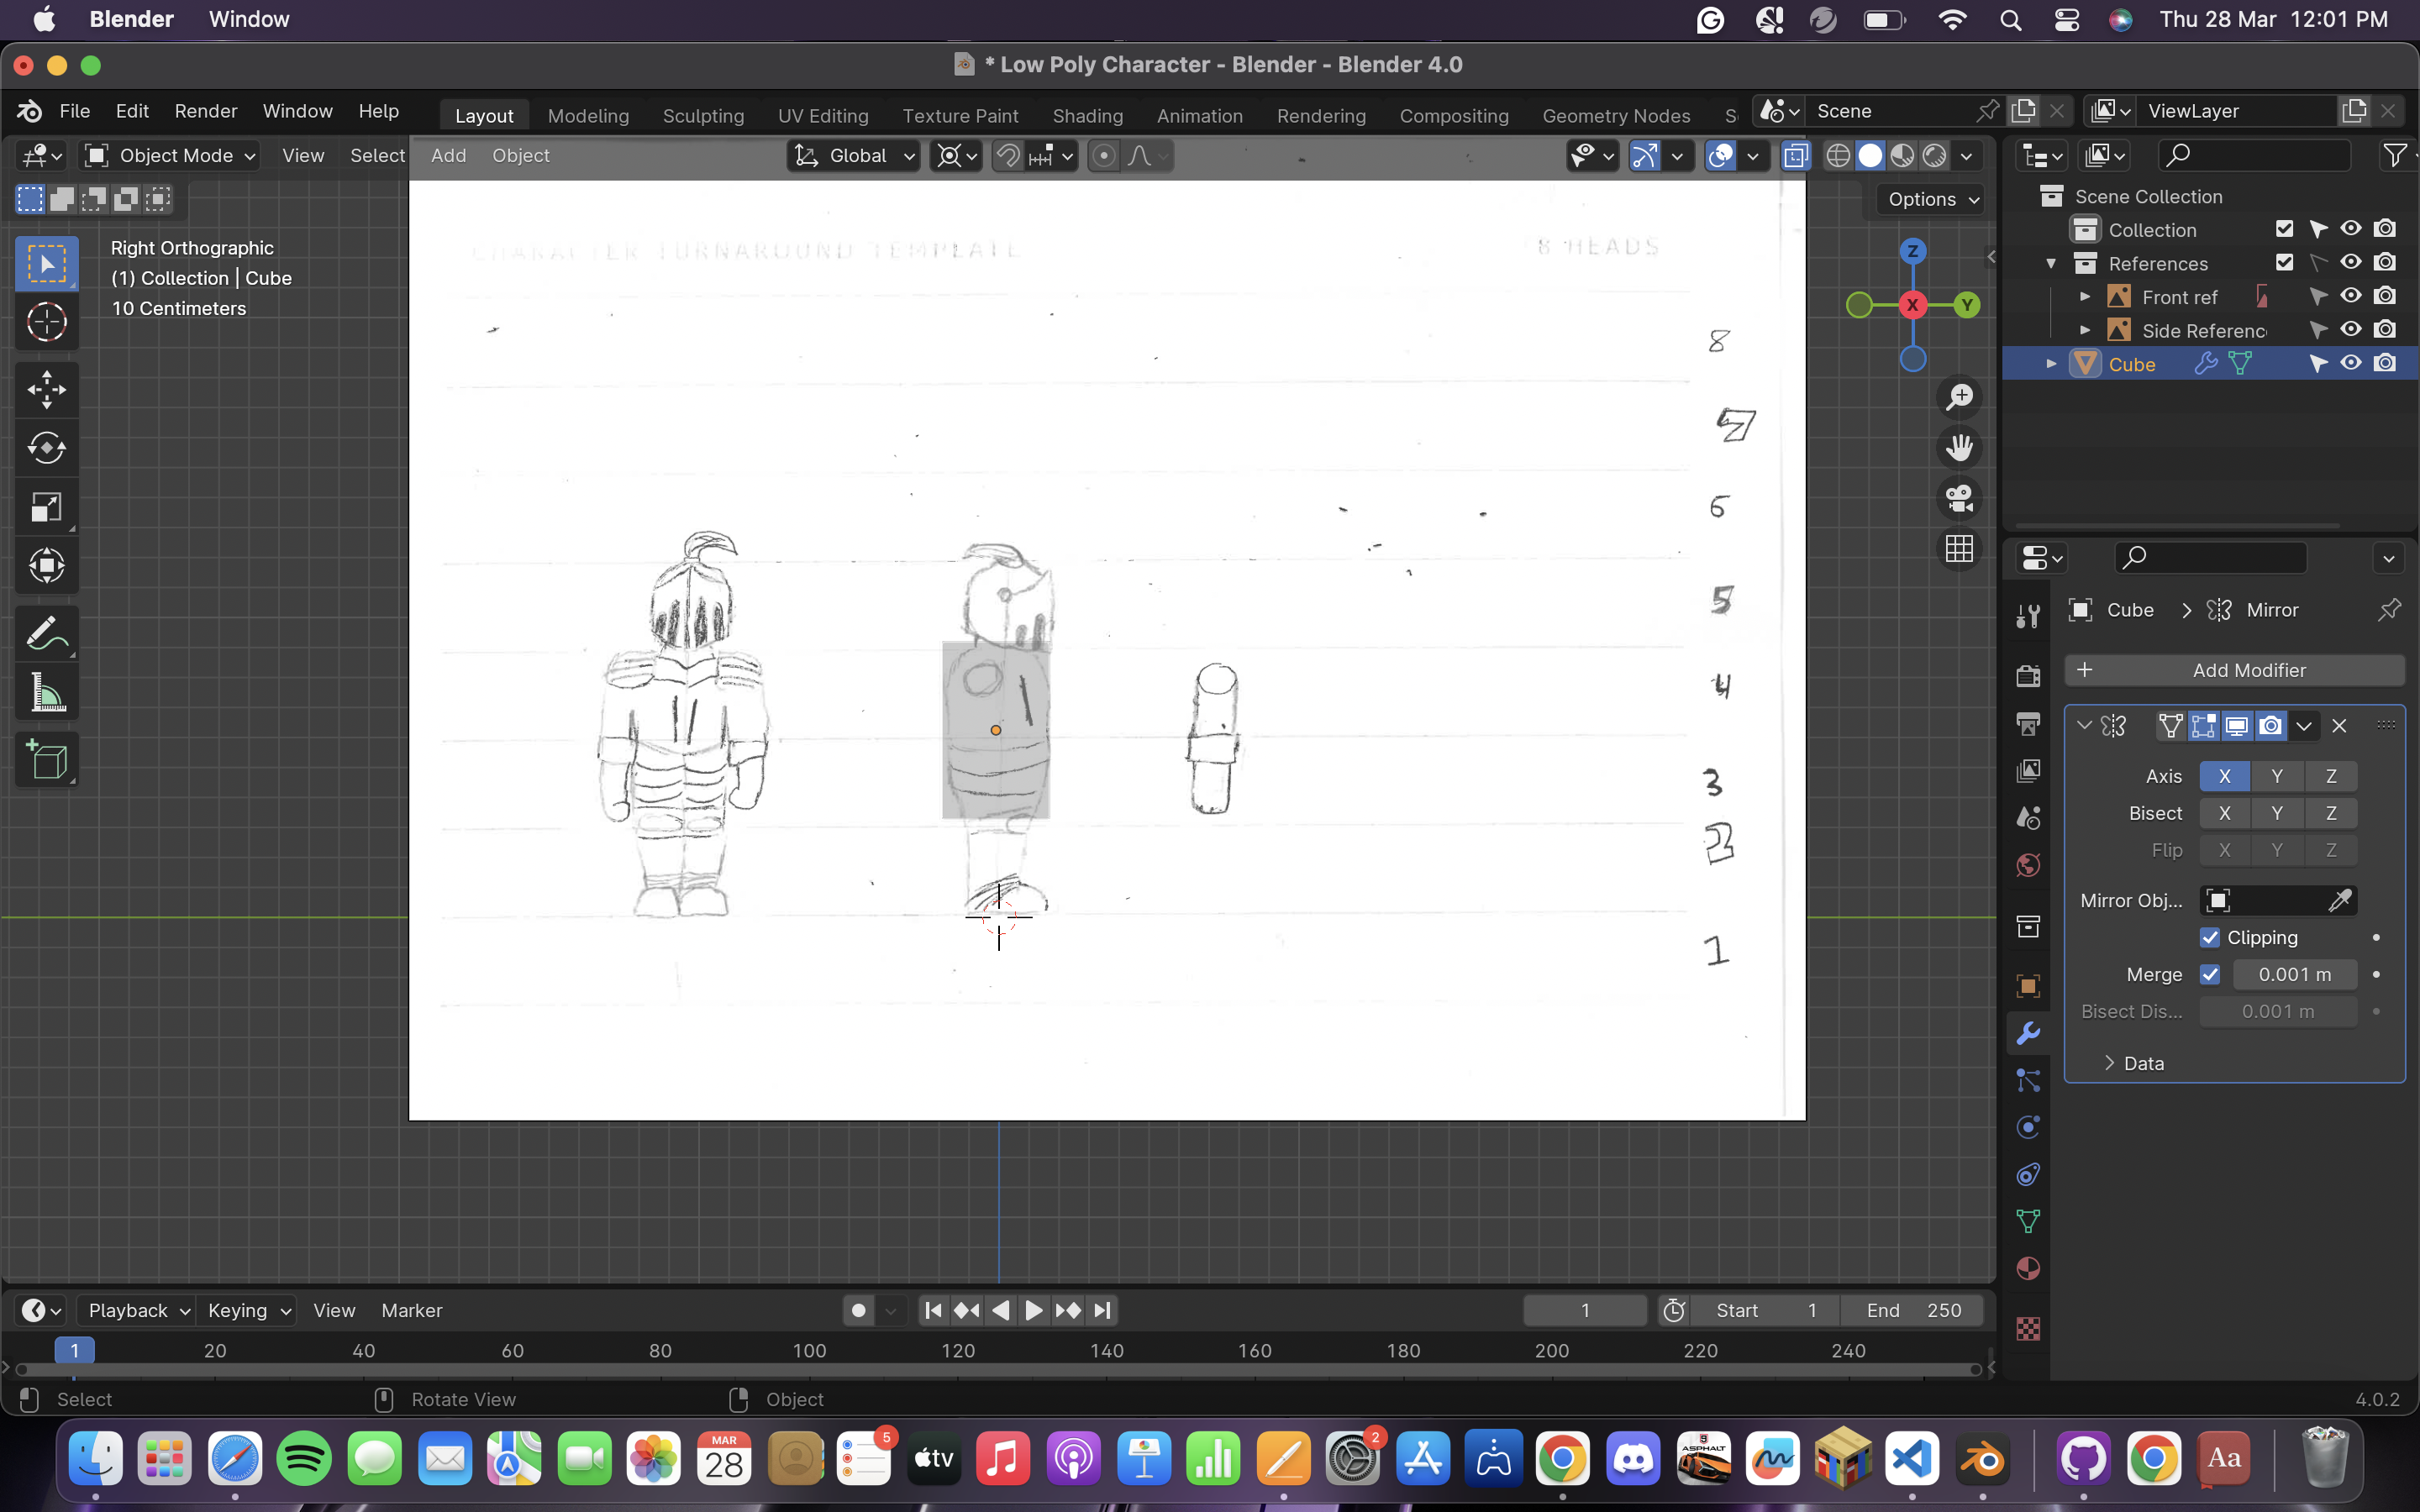 Blender Window Thu 28 Mar 12:01 PM
* Low Poly Character - Blender - Blender 4.0
File Edit Render Window Help Layout Modeling Sculpting UV Editing Texture Paint Shading Animation Rendering Compositing Geometry Nodes S Scene ViewLayer
Object Mode View Select Add Object Global
Options
Right Orthographic
(1) Collection | Cube
10 Centimeters
CHARACTER TURNAROUND TEMPLATE 8 HEADS
8
7
6
5
4
3
2
1
Z
X
Y
Scene Collection
Collection
References
Front ref
Side Referenc
Cube
Cube > Mirror
+ Add Modifier
Axis X Y Z
Bisect X Y Z
Flip X Y Z
Mirror Obj...
Clipping
Merge 0.001 m
Bisect Dis... 0.001 m
Data
Playback Keying View Marker 1 Start 1 End 250
1 20 40 60 80 100 120 140 160 180 200 220 240
Select Rotate View Object 4.0.2
MAR
28
5
tv
2
ASPHALT
Aa